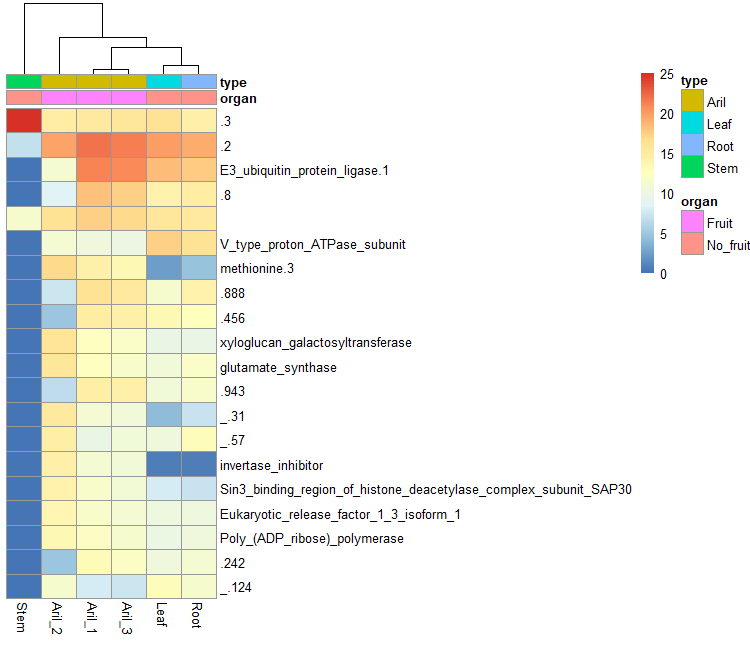 type
organ
.3
.2
E3_ubiquitin_protein_ligase.1
.8
V_type_proton_ATPase_subunit
methionine.3
.888
.456
xyloglucan_galactosyltransferase
glutamate_synthase
.943
_.31
_.57
invertase_inhibitor
Sin3_binding_region_of_histone_deacetylase_complex_subunit_SAP30
Eukaryotic_release_factor_1_3_isoform_1
Poly_(ADP_ribose)_polymerase
.242
_.124
Stem
Aril_2
Aril_1
Aril_3
Leaf
Root
25
20
15
10
5
0
type
Aril
Leaf
Root
Stem
organ
Fruit
No_fruit